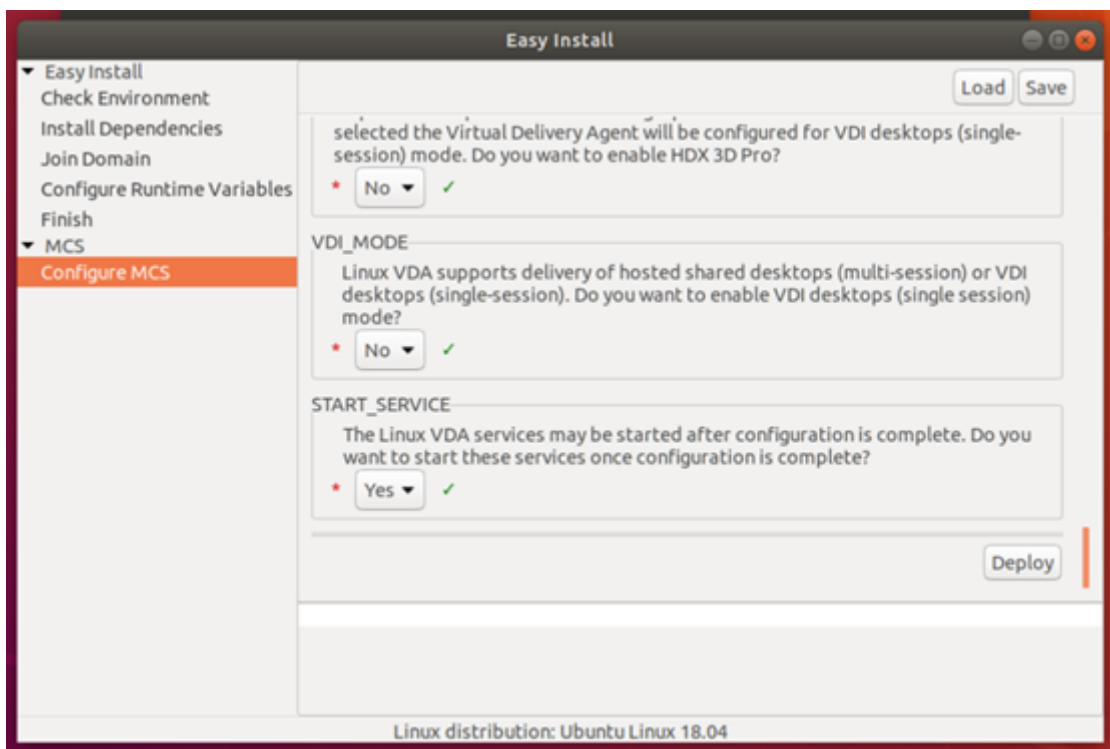 Easy Install
Easy Install
Check Environment
Install Dependencies
Join Domain
Configure Runtime Variables
Finish
MCS
Configure MCS
Load Save
selected the Virtual Delivery Agent will be configured for VDI desktops (single-
session) mode. Do you want to enable HDX 3D Pro?
* No ✓
VDI_MODE
Linux VDA supports delivery of hosted shared desktops (multi-session) or VDI
desktops (single-session). Do you want to enable VDI desktops (single session)
mode?
* No ✓
START_SERVICE
The Linux VDA services may be started after configuration is complete. Do you
want to start these services once configuration is complete?
* Yes ✓
Deploy
Linux distribution: Ubuntu Linux 18.04